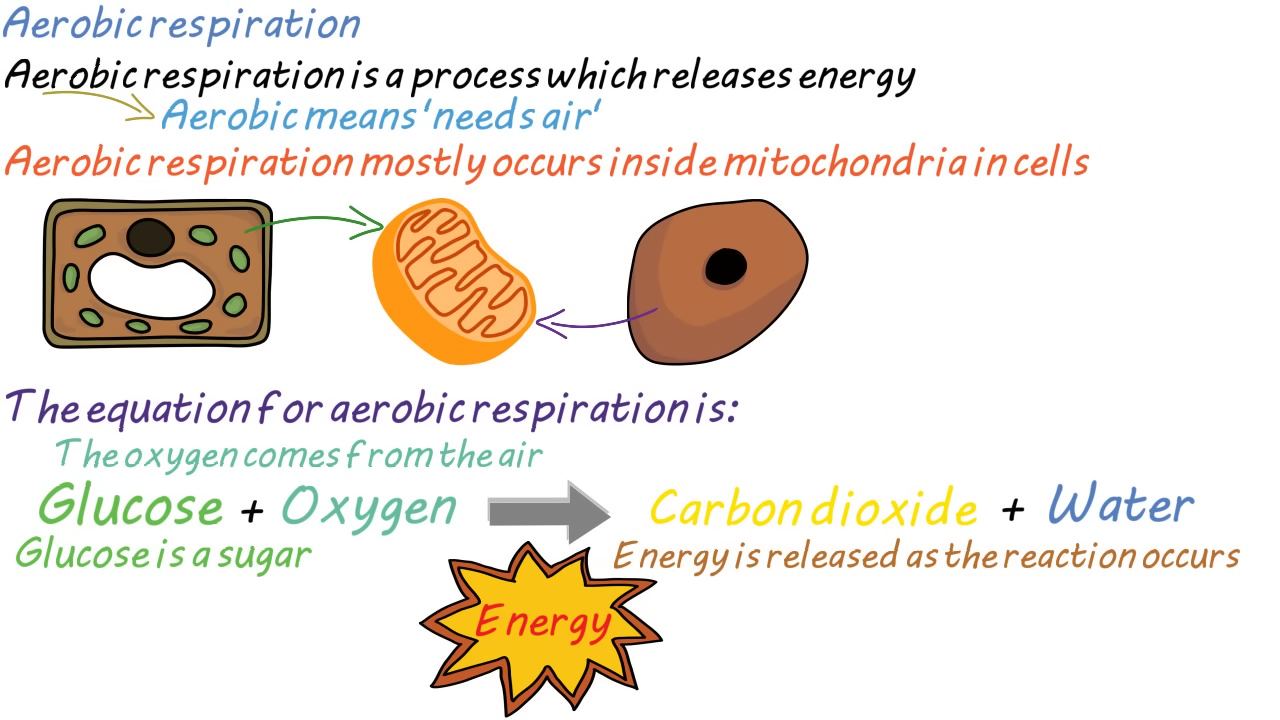 Aerobic respiration
Aerobic respiration is a process which releases energy
Aerobic means 'needs air'
Aerobic respiration mostly occurs inside mitochondria in cells
The equation for aerobic respiration is:
The oxygen comes from the air
Glucose + Oxygen Carbon dioxide + Water
Glucose is a sugar Energy is released as the reaction occurs
Energy